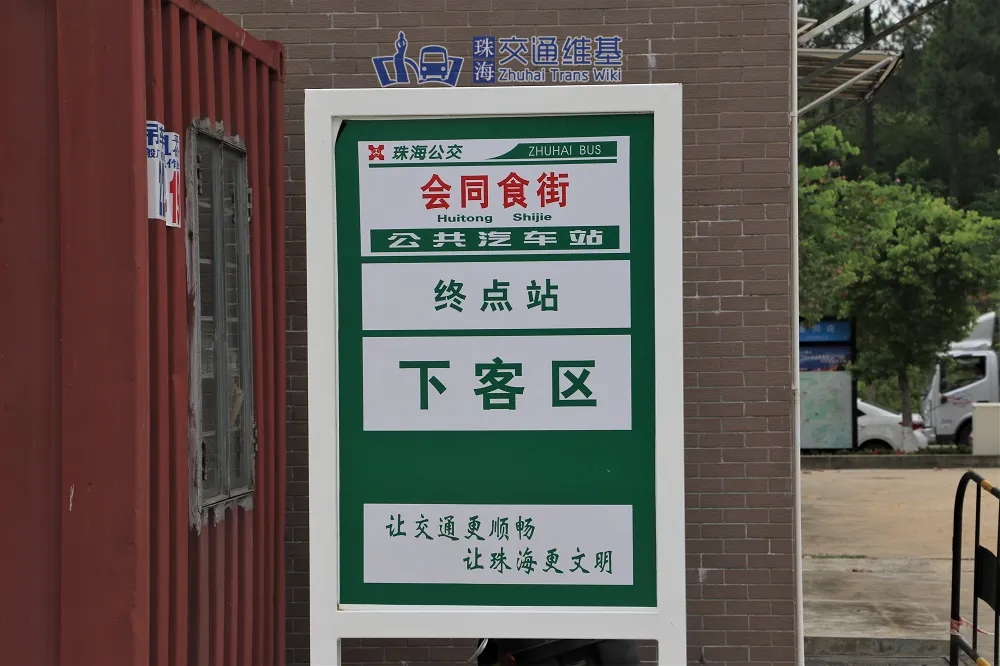 珠海 交通维基
Zhuhai Trans Wiki
珠海公交 ZHUHAI BUS
会同食街
Huitong Shijie
公共汽车站
终点站
下客区
让交通更顺畅
让珠海更文明